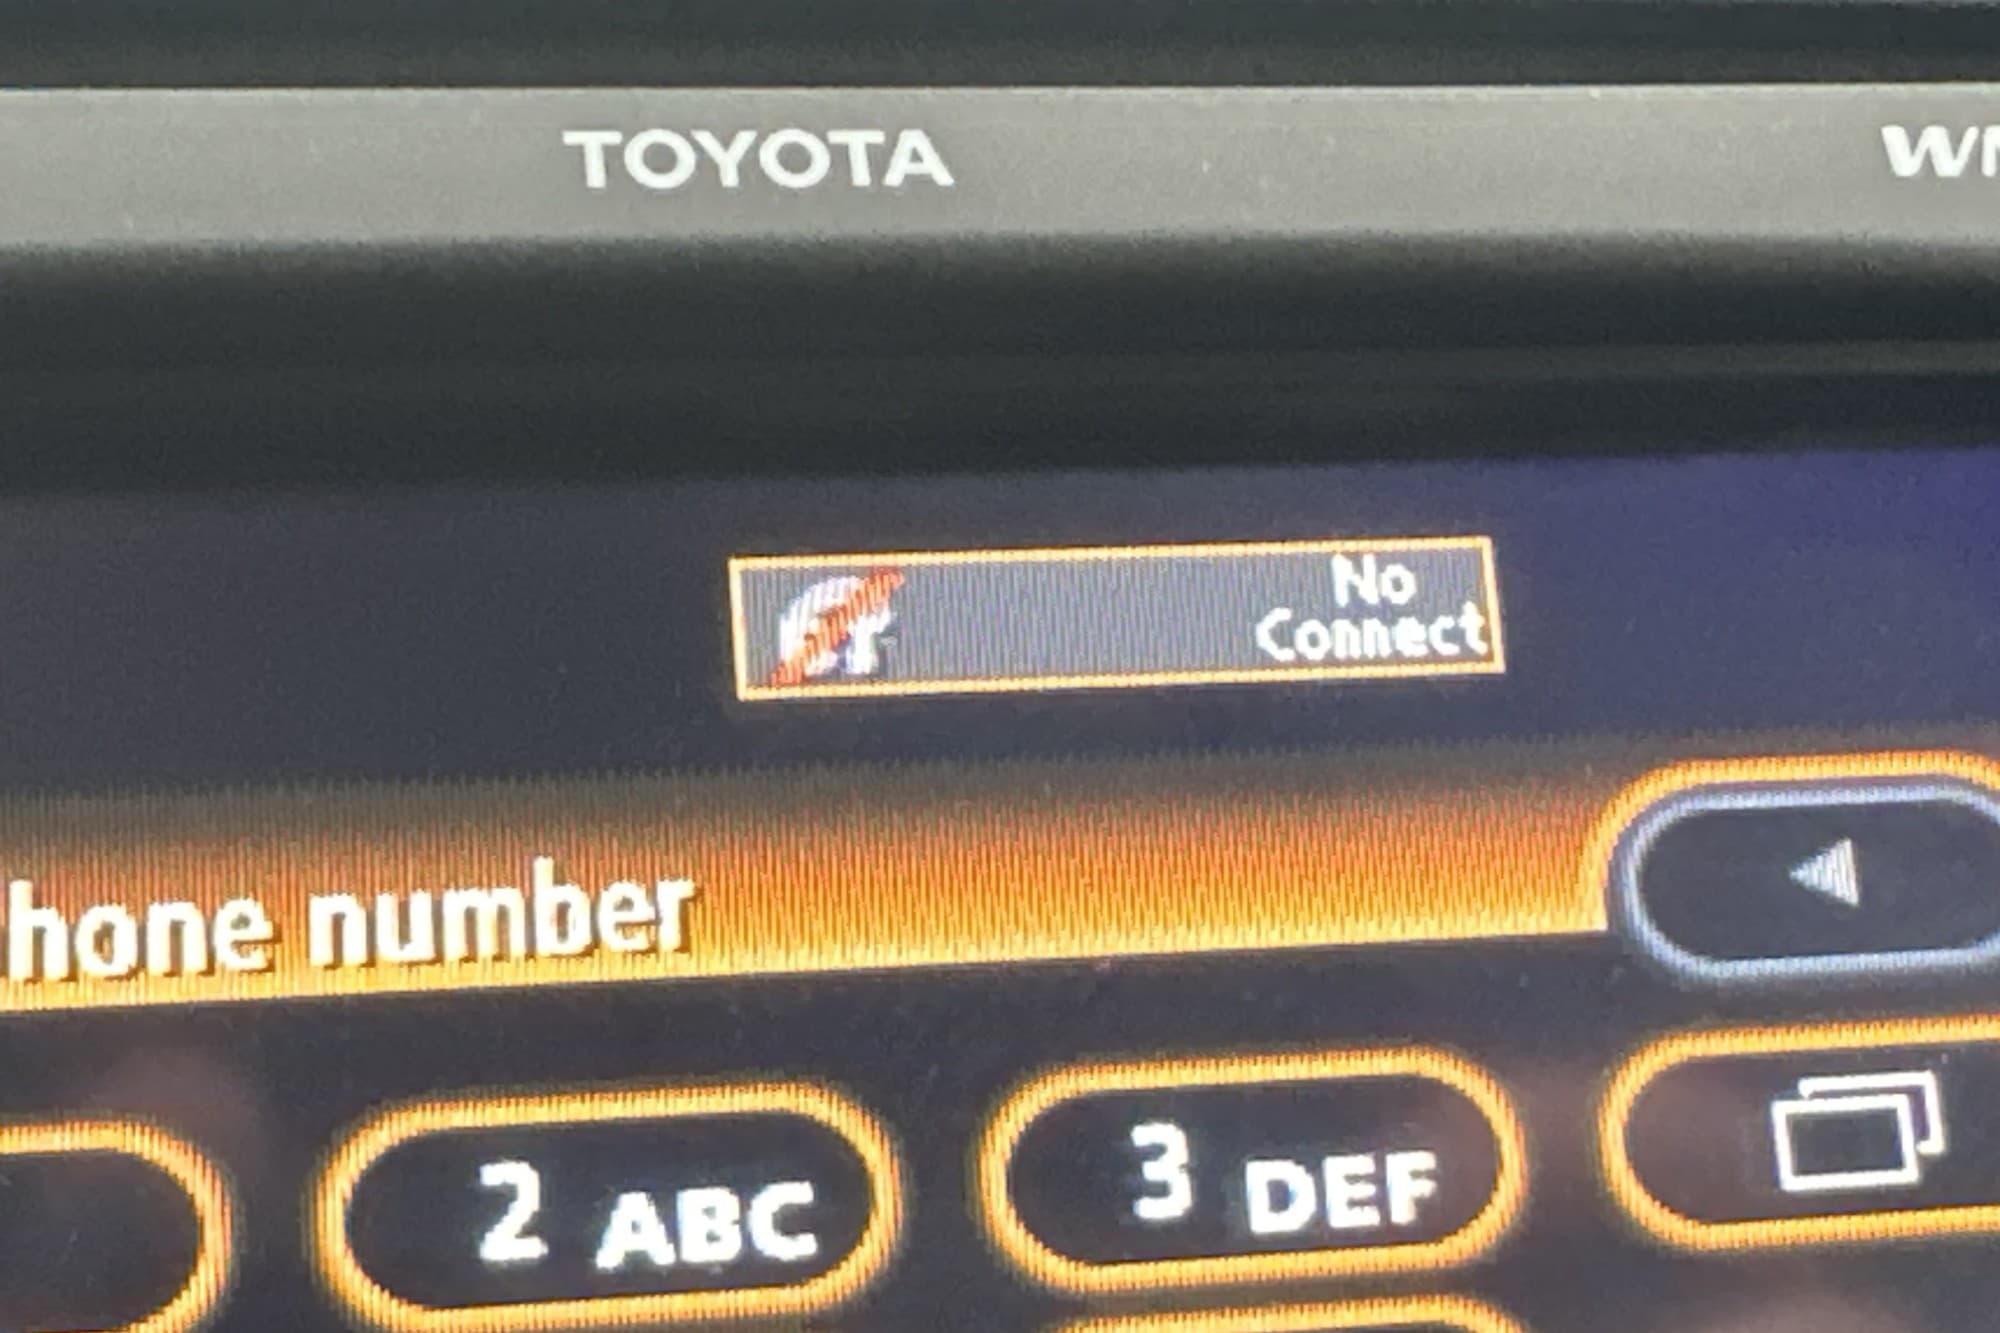 TOYOTA
No
Connect
hone number
2 ABC
3 DEF